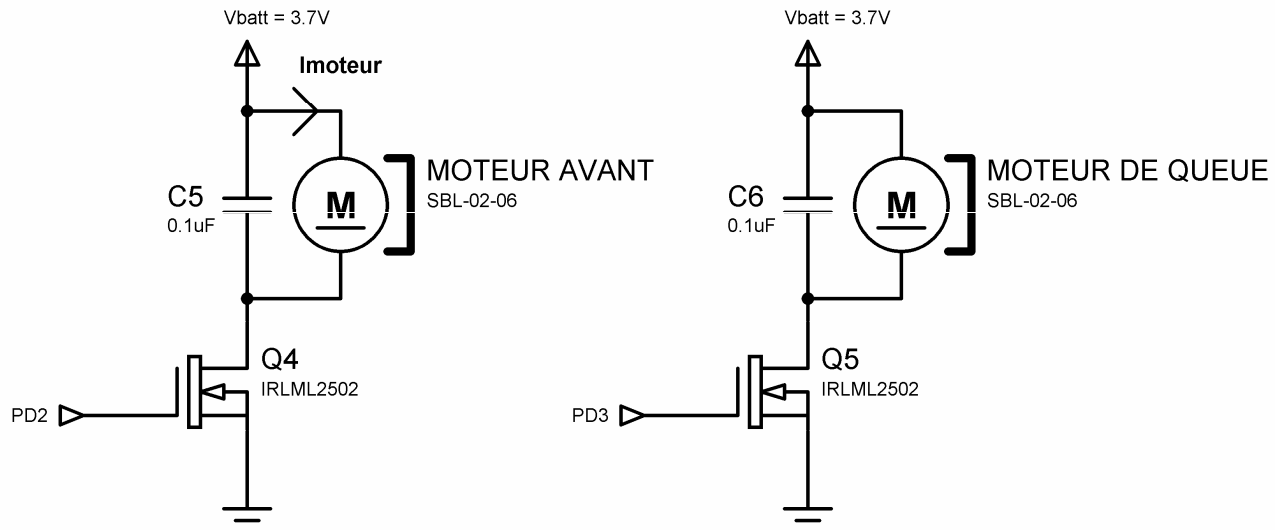 Vbatt = 3.7V
Imoteur
C5
0.1uF
M
MOTEUR AVANT
SBL-02-06
Q4
IRLML2502
PD2
Vbatt = 3.7V
C6
0.1uF
M
MOTEUR DE QUEUE
SBL-02-06
Q5
IRLML2502
PD3